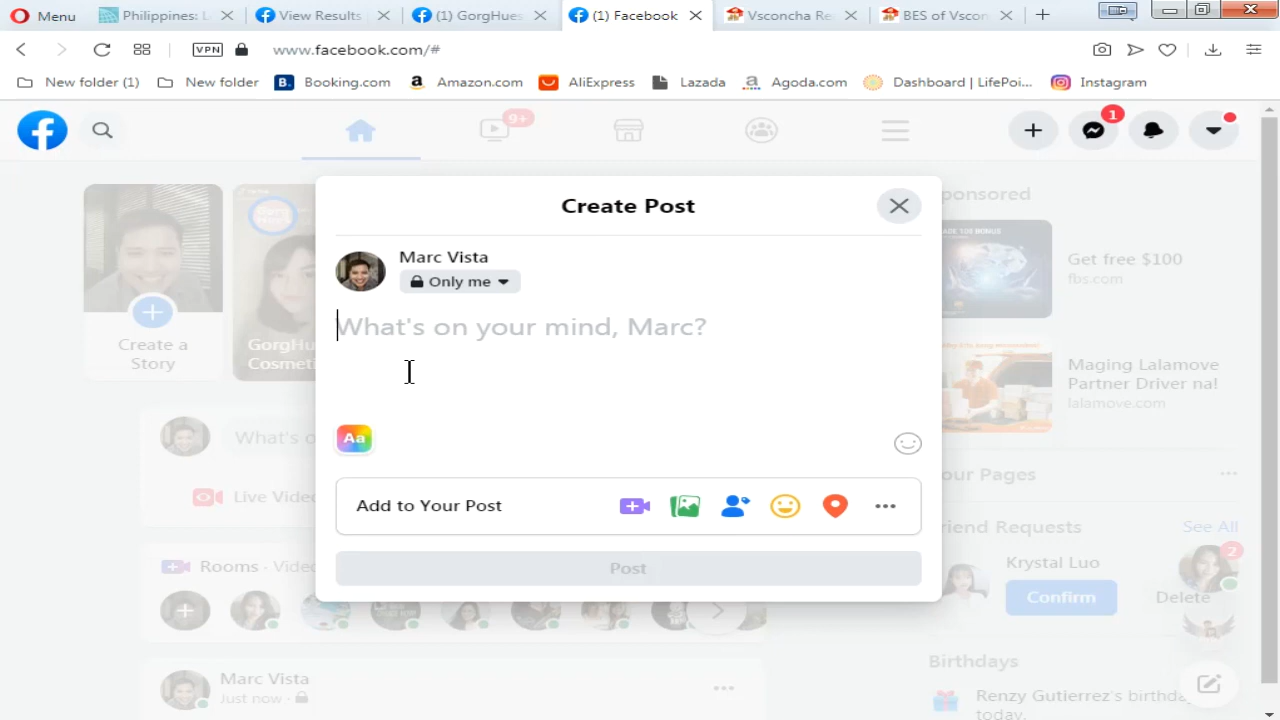 Menu
Philippines: L
View Results
(1) GorgHues
(1) Facebook
Vsconcha Re
BES of Vscon
VPN
www.facebook.com/#
New folder (1)
New folder
B.
Booking.com
Amazon.com
AliExpress
Lazada
Agoda.com
Dashboard | LifePoi...
Instagram
9+
1
Create Post
Marc Vista
Only me
What's on your mind, Marc?
Aa
Add to Your Post
Post
Create a
Story
GorgHu
Cosmeti
What's o
Live Video
Rooms · Vide
Marc Vista
Just now ·
ponsored
ADE 100 BONUS
Get free $100
fbs.com
Maging Lalamove
Partner Driver na!
lalamove.com
our Pages
riend Requests
See All
Krystal Luo
2
Confirm
Delete
Birthdays
Renzy Gutierrez's birthda
today.